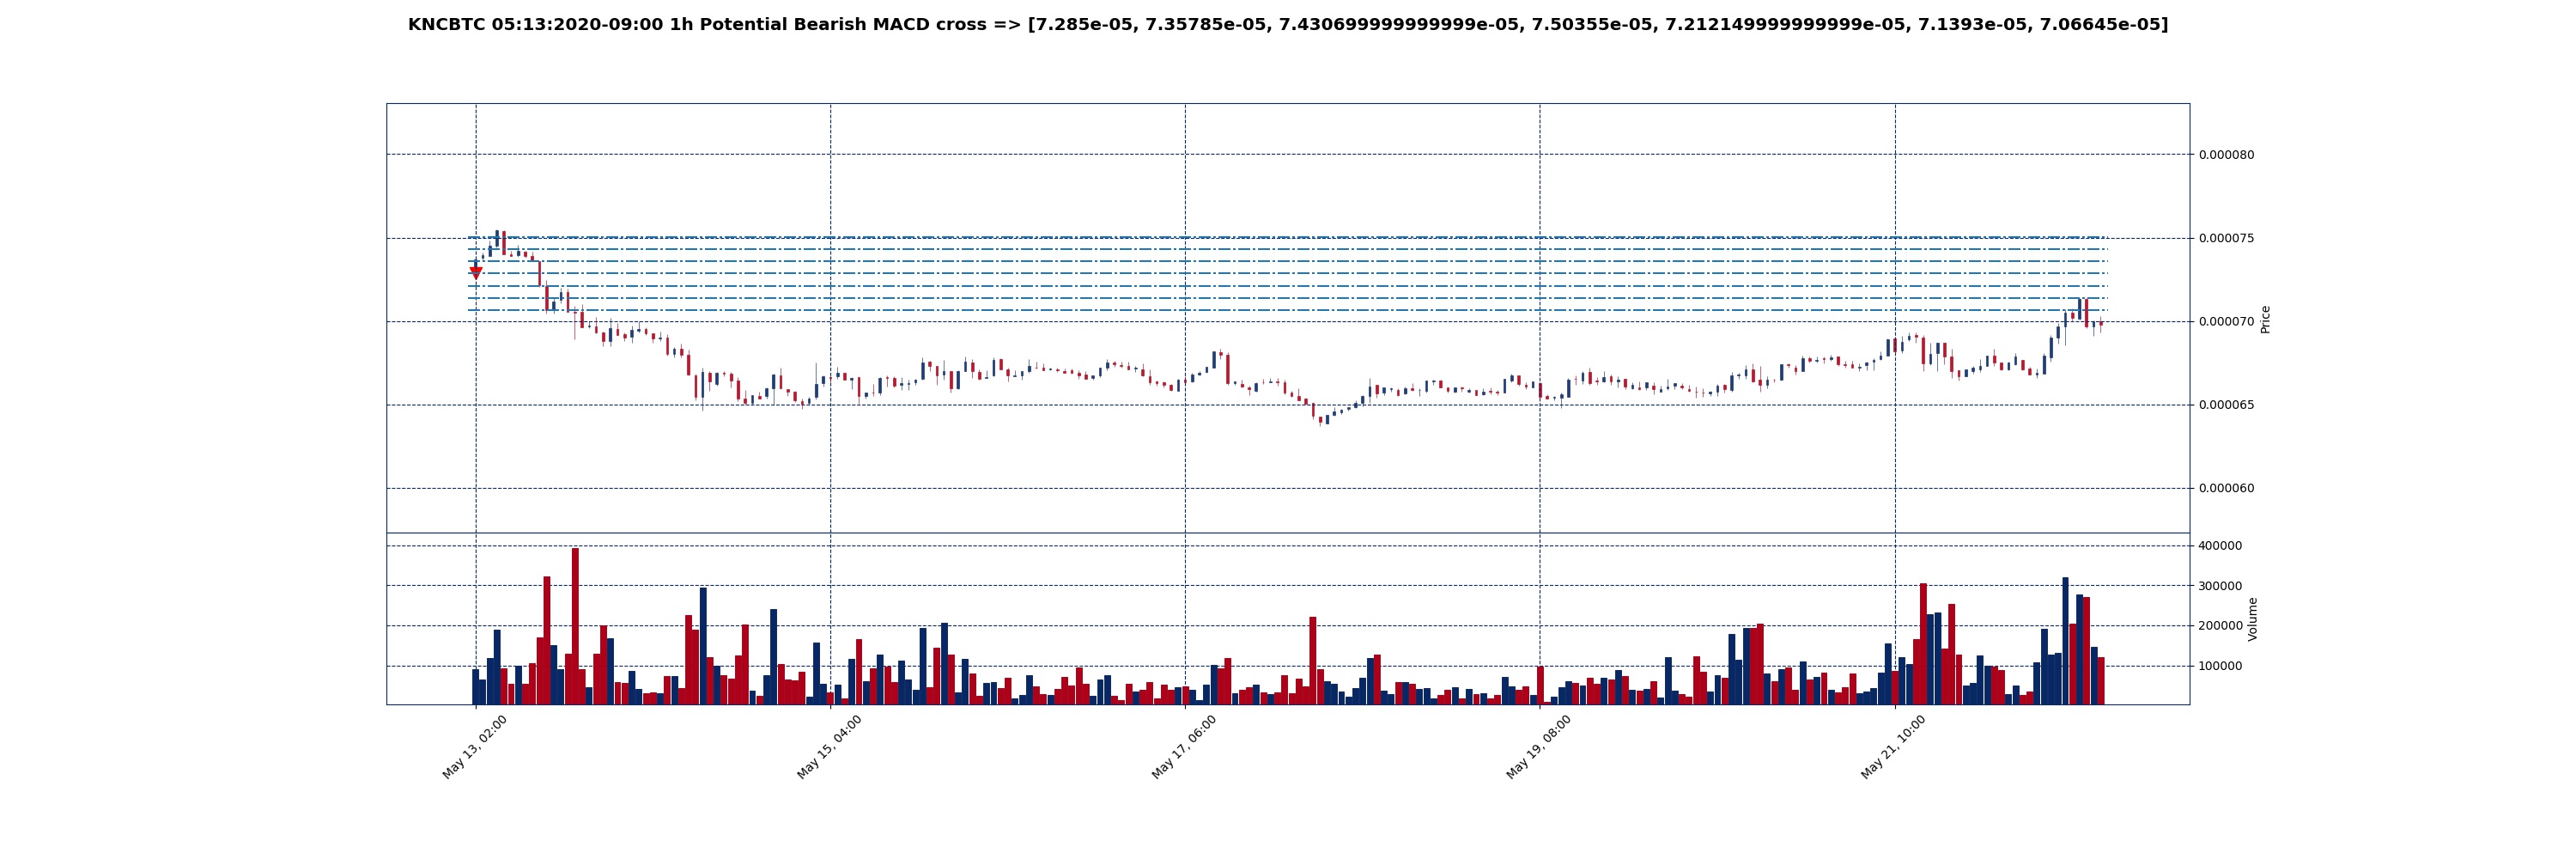 KNCBTC 05:13:2020-09:00 1h Potential Bearish MACD cross => [7.285e-05, 7.35785e-05, 7.430699999999999e-05, 7.50355e-05, 7.212149999999999e-05, 7.1393e-05, 7.06645e-05]
0.000080
0.000075
0.000070
0.000065
0.000060
Price
400000
300000
200000
100000
Volume
May 13, 02:00
May 15, 04:00
May 17, 06:00
May 19, 08:00
May 21, 10:00